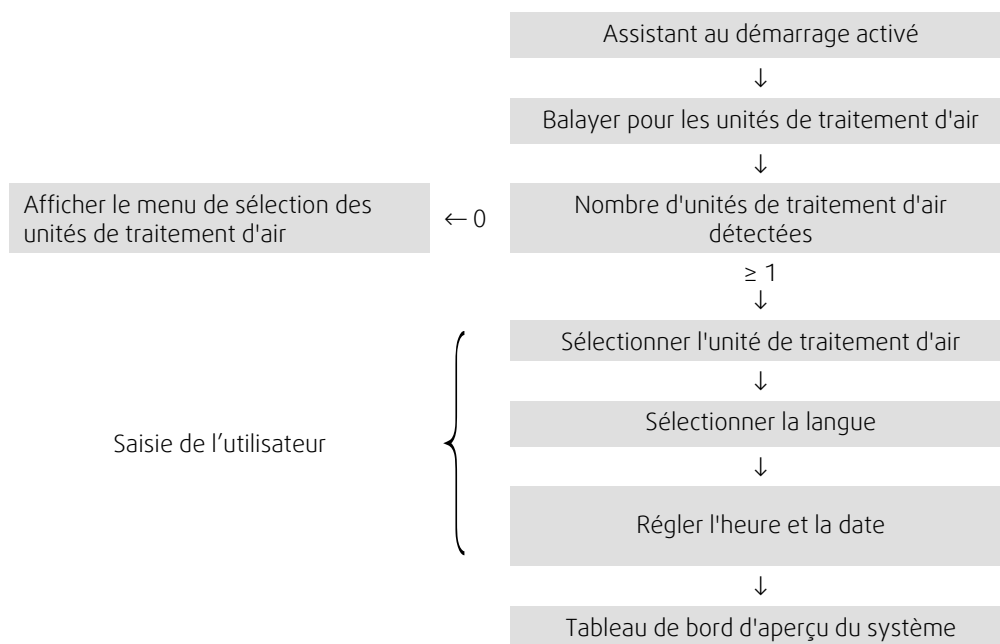 Assistant au démarrage activé
↓
Balayer pour les unités de traitement d'air
↓
Afficher le menu de sélection des
unités de traitement d'air
← 0
Nombre d'unités de traitement d'air
détectées
≥ 1
↓
Sélectionner l'unité de traitement d'air
↓
Saisie de l’utilisateur
Sélectionner la langue
↓
Régler l'heure et la date
↓
Tableau de bord d'aperçu du système